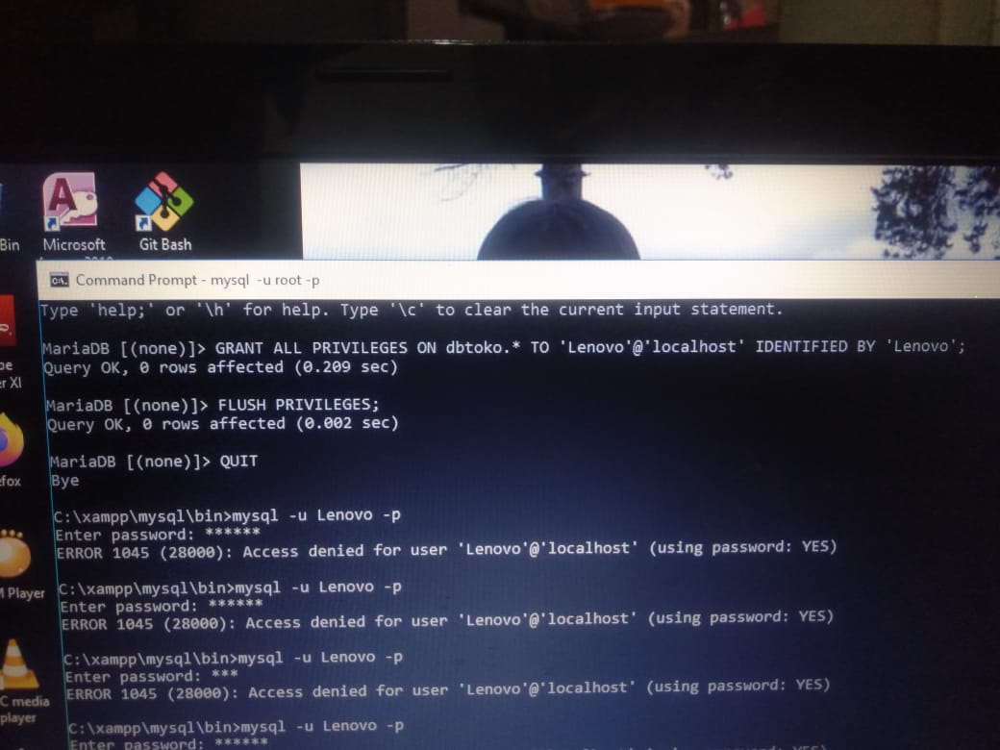 Bin
Microsoft
Git Bash
Command Prompt - mysql  -u root -p
Type 'help;' or '\h' for help. Type '\c' to clear the current input statement.
MariaDB [(none)]> GRANT ALL PRIVILEGES ON dbtoko.* TO 'Lenovo'@'localhost' IDENTIFIED BY 'Lenovo';
Query OK, 0 rows affected (0.209 sec)
MariaDB [(none)]> FLUSH PRIVILEGES;
Query OK, 0 rows affected (0.002 sec)
MariaDB [(none)]> QUIT
Bye
C:\xampp\mysql\bin>mysql -u Lenovo -p
Enter password: ******
ERROR 1045 (28000): Access denied for user 'Lenovo'@'localhost' (using password: YES)
C:\xampp\mysql\bin>mysql -u Lenovo -p
Enter password: ******
ERROR 1045 (28000): Access denied for user 'Lenovo'@'localhost' (using password: YES)
C:\xampp\mysql\bin>mysql -u Lenovo -p
Enter password: ***
ERROR 1045 (28000): Access denied for user 'Lenovo'@'localhost' (using password: YES)
C:\xampp\mysql\bin>mysql -u Lenovo -p
Enter password: ******
be
r XI
efox
M Player
C media
player